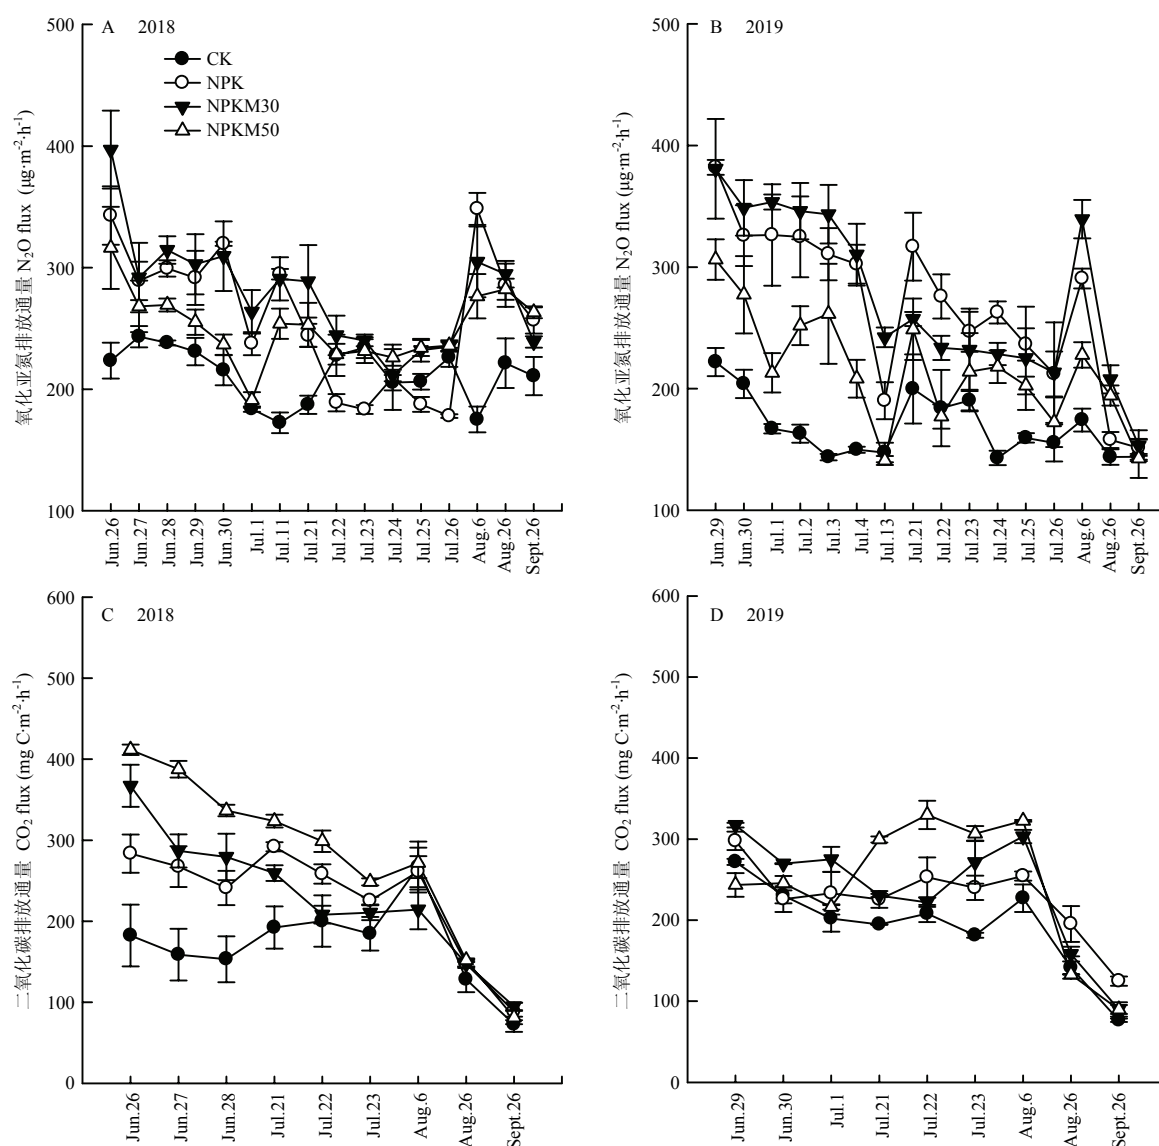 A 2018
CK
NPK
NPKM30
NPKM50
500
400
300
200
100
氧化亚氮排放通量 N₂O flux (μg·m⁻²·h⁻¹)
Jun.26
Jun.27
Jun.28
Jun.29
Jun.30
Jul.1
Jul.11
Jul.21
Jul.22
Jul.23
Jul.24
Jul.25
Jul.26
Aug.6
Aug.26
Sept.26
B 2019
500
400
300
200
100
氧化亚氮排放通量 N₂O flux (μg·m⁻²·h⁻¹)
Jun.29
Jun.30
Jul.1
Jul.2
Jul.3
Jul.4
Jul.13
Jul.21
Jul.22
Jul.23
Jul.24
Jul.25
Jul.26
Aug.6
Aug.26
Sept.26
C 2018
600
500
400
300
200
100
0
二氧化碳排放通量 CO₂ flux (mg C·m⁻²·h⁻¹)
Jun.26
Jun.27
Jun.28
Jul.21
Jul.22
Jul.23
Aug.6
Aug.26
Sept.26
D 2019
600
500
400
300
200
100
0
二氧化碳排放通量 CO₂ flux (mg C·m⁻²·h⁻¹)
Jun.29
Jun.30
Jul.1
Jul.21
Jul.22
Jul.23
Aug.6
Aug.26
Sept.26